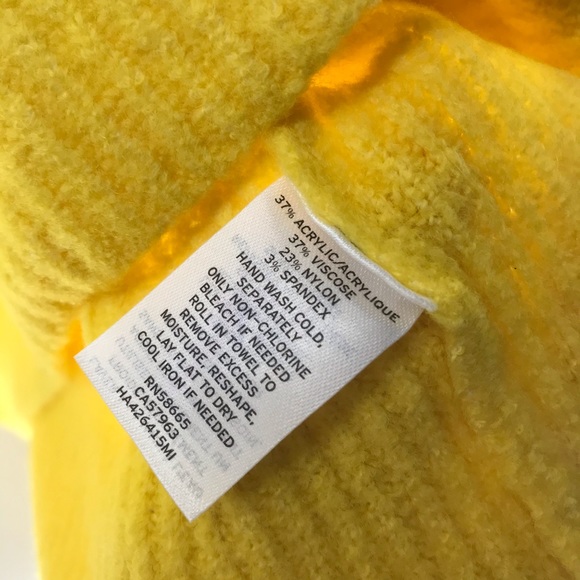 37% ACRYLIC/ACRYLIQUE
37% VISCOSE
23% NYLON
3% SPANDEX
HAND WASH COLD,
SEPARATELY
ONLY NON-CHLORINE
BLEACH IF NEEDED
ROLL IN TOWEL TO
REMOVE EXCESS
MOISTURE. RESHAPE,
LAY FLAT TO DRY.
COOL IRON IF NEEDED
RN58665
CA57963
HA426415MI